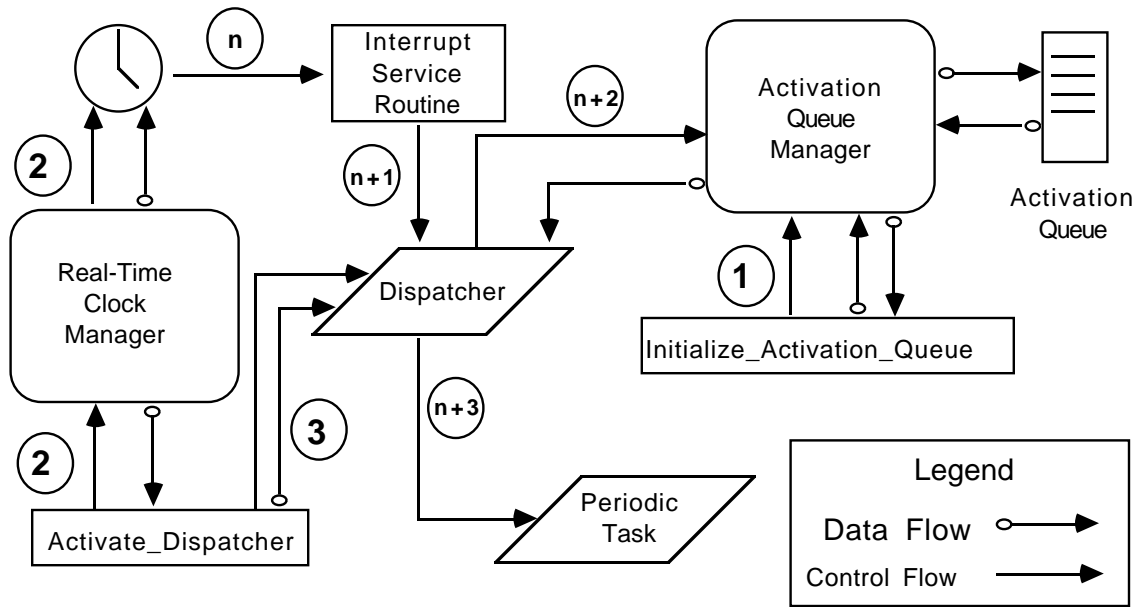 n
Interrupt
Service
Routine
Activation
Queue
Manager
n+2
2
n+1
Activation
Queue
Real-Time
Clock
Manager
Dispatcher
1
Initialize_Activation_Queue
n+3
3
2
Periodic
Task
Activate_Dispatcher
Legend
Data Flow
Control Flow